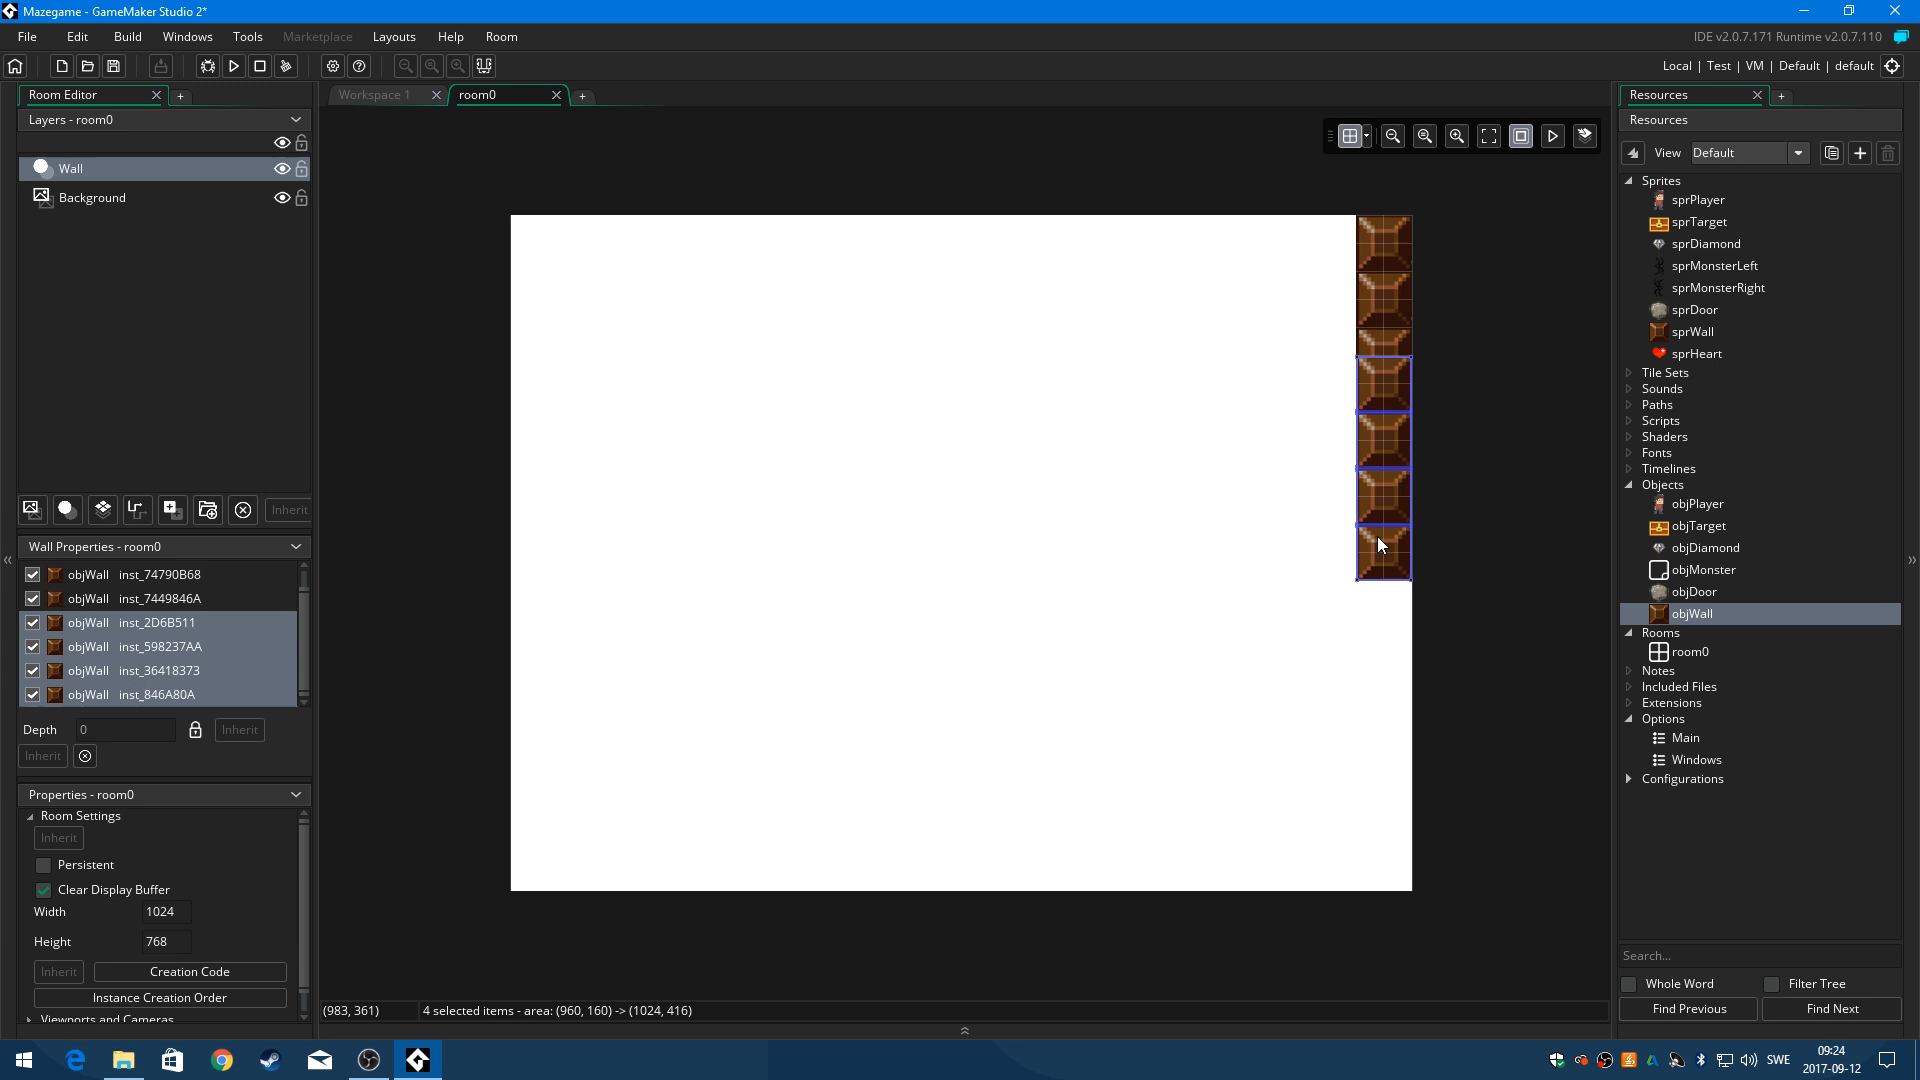 Mazegame - GameMaker Studio 2*
File Edit Build Windows Tools Marketplace Layouts Help Room
IDE v2.0.7.171 Runtime v2.0.7.110
Local | Test | VM | Default | default
Room Editor
Layers - room0
Wall
Background
Inherit
Wall Properties - room0
objWall inst_74790B68
objWall inst_7449846A
objWall inst_2D6B511
objWall inst_598237AA
objWall inst_36418373
objWall inst_846A80A
Depth 0 Inherit
Inherit
Properties - room0
Room Settings
Inherit
Persistent
Clear Display Buffer
Width 1024
Height 768
Inherit Creation Code
Instance Creation Order
Viewports and Cameras
Workspace 1
room0
(983, 361)
4 selected items - area: (960, 160) -> (1024, 416)
Resources
Resources
View Default
Sprites
sprPlayer
sprTarget
sprDiamond
sprMonsterLeft
sprMonsterRight
sprDoor
sprWall
sprHeart
Tile Sets
Sounds
Paths
Scripts
Shaders
Fonts
Timelines
Objects
objPlayer
objTarget
objDiamond
objMonster
objDoor
objWall
Rooms
room0
Notes
Included Files
Extensions
Options
Main
Windows
Configurations
Search...
Whole Word Filter Tree
Find Previous Find Next
SWE
09:24
2017-09-12